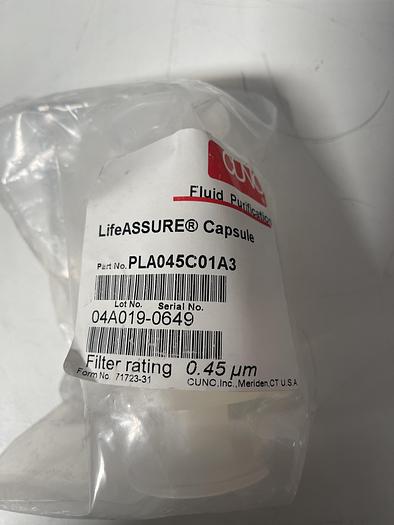 CUNO
Fluid Purification
LifeASSURE® Capsule
Part No. PLA045C01A3
Lot No. Serial No.
04A019-0649
Filter rating 0.45 µm
Form No. 71723-31 CUNO, Inc., Meriden, CT U.S.A